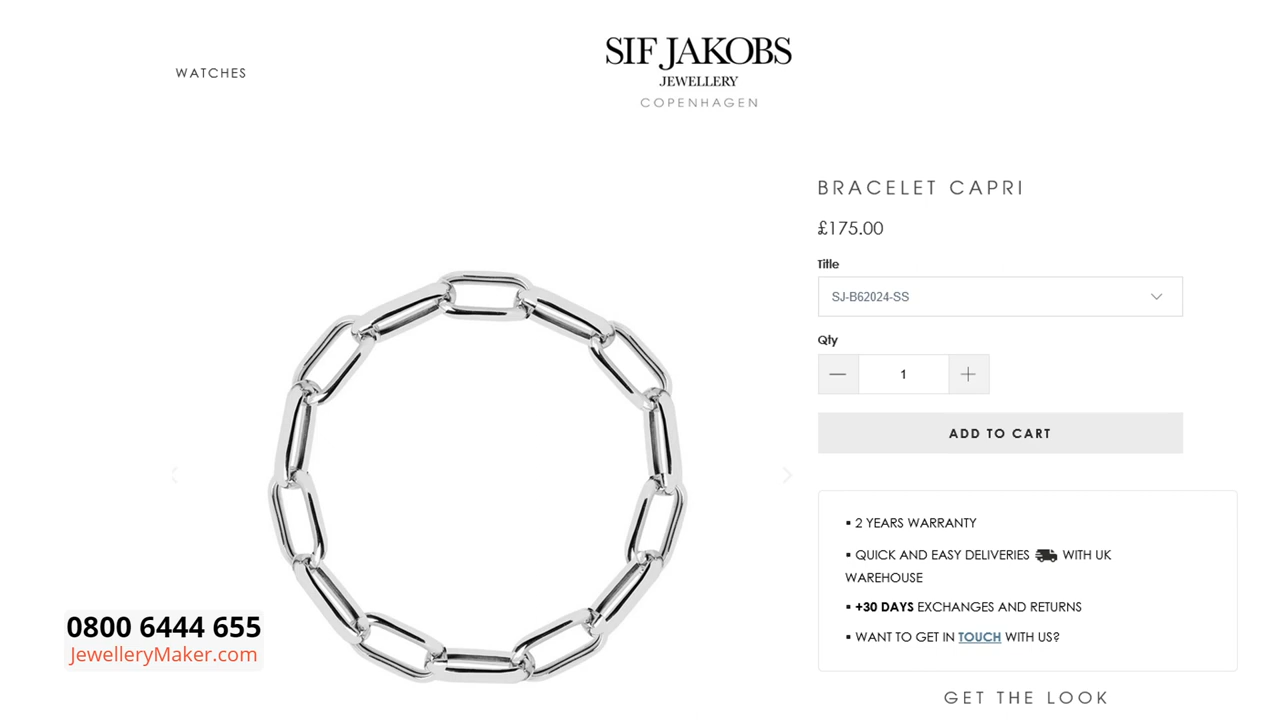 WATCHES
SIF JAKOBS
JEWELLERY
COPENHAGEN
BRACELET CAPRI
£175.00
Title
SJ-B62024-SS
Qty
1
ADD TO CART
▪ 2 YEARS WARRANTY
▪ QUICK AND EASY DELIVERIES WITH UK
WAREHOUSE
▪ +30 DAYS EXCHANGES AND RETURNS
▪ WANT TO GET IN TOUCH WITH US?
GET THE LOOK
0800 6444 655
JewelleryMaker.com